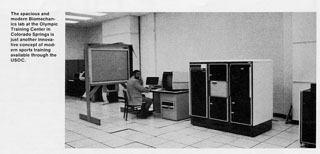 The spacious and
modern Biomechan-
ics lab at the Olympic
Training Center in
Colorado Springs is
just another innova-
tive concept of mod-
ern sports training
available through the
USOC.